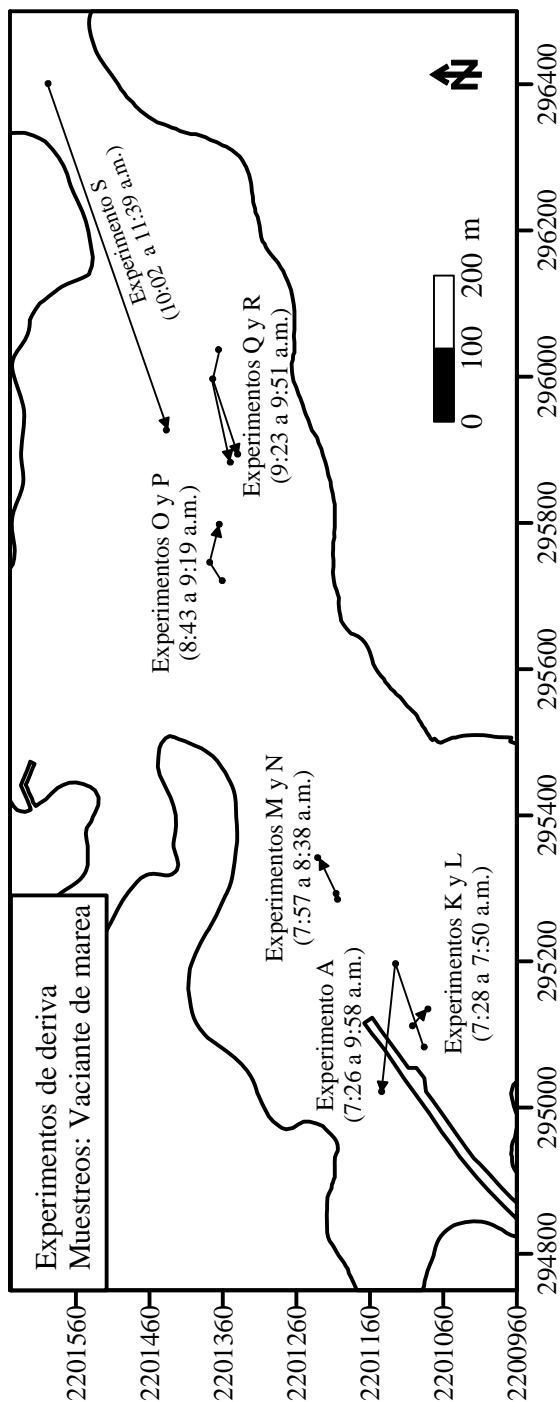 Experimentos de deriva
Muestreos: Vaciante de marea
Experimento S
(10:02 a 11:39 a.m.)
Experimentos O y P
(8:43 a 9:19 a.m.)
Experimentos Q y R
(9:23 a 9:51 a.m.)
Experimentos M y N
(7:57 a 8:38 a.m.)
Experimento A
(7:26 a 9:58 a.m.)
Experimentos K y L
(7:28 a 7:50 a.m.)
N
0 100 200 m
2201560
2201460
2201360
2201260
2201160
2201060
2200960
294800 295000 295200 295400 295600 295800 296000 296200 296400